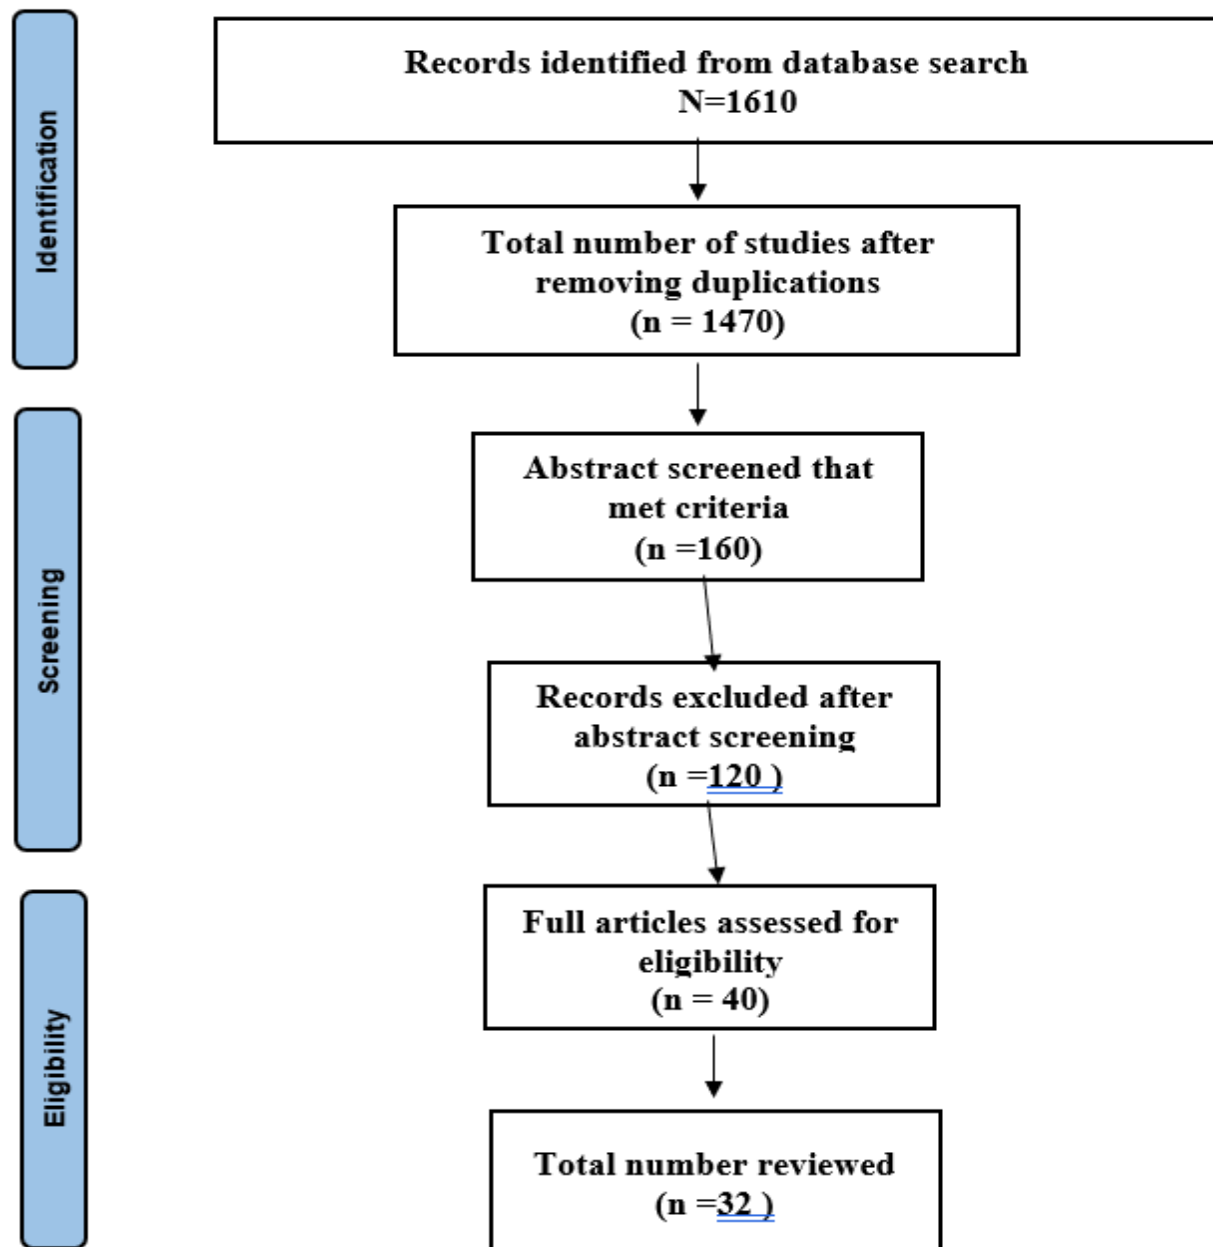 Identification
Records identified from database search
N=1610
Total number of studies after
removing duplications
(n = 1470)
Screening
Abstract screened that
met criteria
(n =160)
Records excluded after
abstract screening
(n =120 )
Eligibility
Full articles assessed for
eligibility
(n = 40)
Total number reviewed
(n =32 )